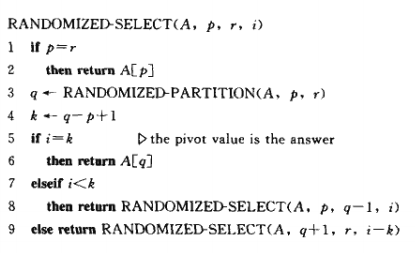 RANDOMIZED-SELECT(A, p, r, i)
1 if p=r
2 then return A[p]
3 q ← RANDOMIZED-PARTITION(A, p, r)
4 k ← q-p+1
5 if i=k ▷ the pivot value is the answer
6 then return A[q]
7 elseif i<k
8 then return RANDOMIZED-SELECT(A, p, q-1, i)
9 else return RANDOMIZED-SELECT(A, q+1, r, i-k)